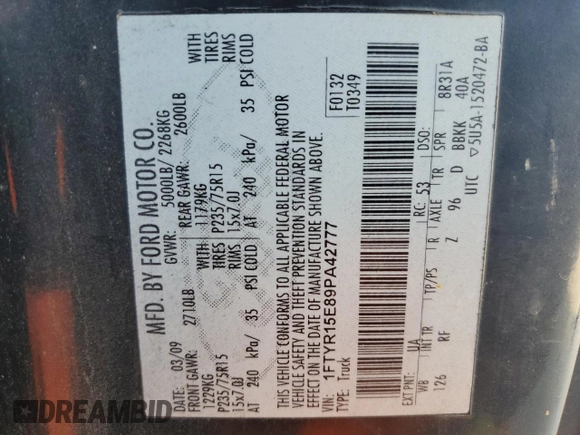 MFD. BY FORD MOTOR CO.
DATE: 03/09 GVWR: 5000LB/ 2268KG
FRONT GAWR: 2710LB REAR GAWR: 2600LB
1229KG 1179KG WITH
P235/75R15 P235/75R15 TIRES
15x7.0J 15x7.0J RIMS
AT 240 kPa/ 35 PSI COLD AT 240 kPa/ 35 PSI COLD
WITH
TIRES
RIMS
THIS VEHICLE CONFORMS TO ALL APPLICABLE FEDERAL MOTOR
VEHICLE SAFETY AND THEFT PREVENTION STANDARDS IN
EFFECT ON THE DATE OF MANUFACTURE SHOWN ABOVE.
1FTYR15E89PA42777
TYPE: Truck
F0132
T0349
EXT PNT: UA RC: 53 DSO:
WB INT TR TP/PS R AXLE TR SPR 8R31A
126 RF Z 96 D BBKK 40A
UTC ▽5U5A-1520472-BA
DREAMBID